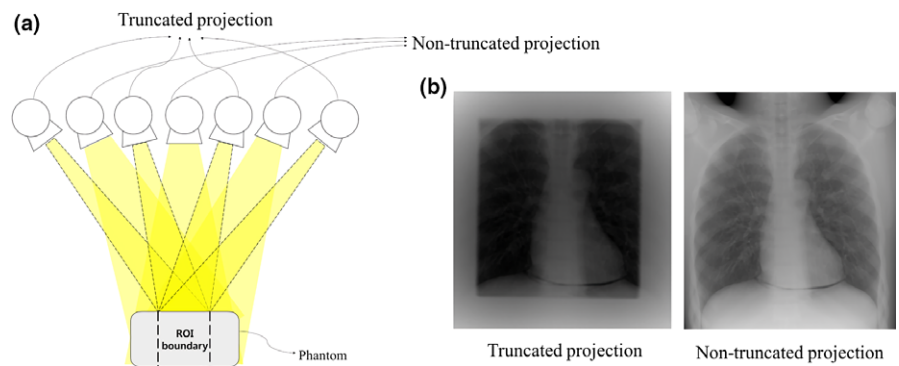 (a)
Truncated projection
Non-truncated projection
ROI
boundary
Phantom
(b)
Truncated projection
Non-truncated projection